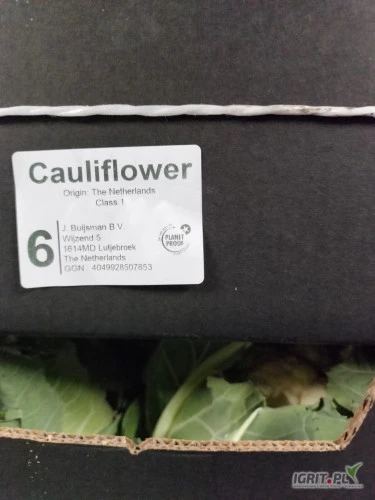 Cauliflower
Origin: The Netherlands
Class 1
6
J. Buijsman B.V.
Wijzend 5
1614MD Lutjebroek
The Netherlands
GGN 4049928507853
PLANET
PROOF
IGRIT.PL